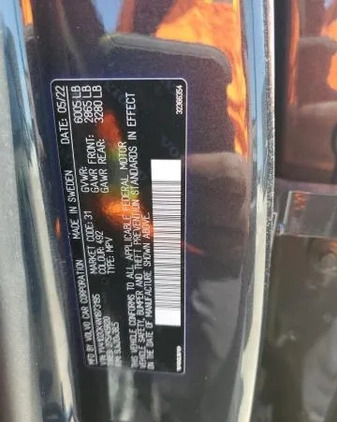 MFD BY VOLVO CAR CORPORATION MADE IN SWEDEN DATE: 05/22
GVWR: 6005 LB
MARKET CODE: 31 GAWR FRONT: 2865 LB
COLOUR: 492 GAWR REAR: 3280 LB
TYPE: MPV
THIS VEHICLE CONFORMS TO ALL APPLICABLE FEDERAL MOTOR
VEHICLE SAFETY, BUMPER AND THEFT PREVENTION STANDARDS IN EFFECT
ON THE DATE OF MANUFACTURE SHOWN ABOVE.
VOLVO